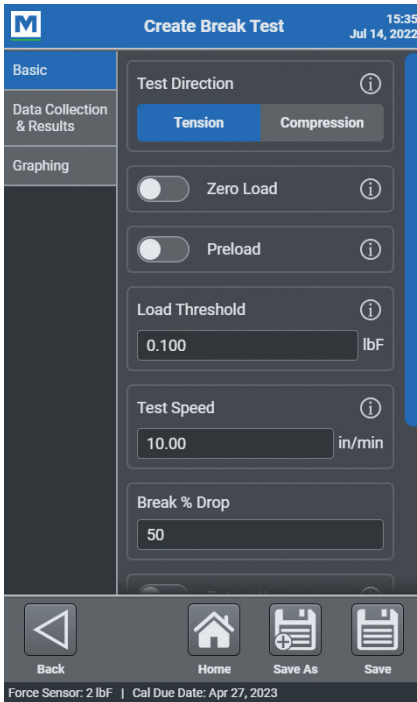 M
Create Break Test
15:35
Jul 14, 2022
Basic
Data Collection
& Results
Graphing
Test Direction
Tension
Compression
Zero Load
Preload
Load Threshold
0.100
lbF
Test Speed
10.00
in/min
Break % Drop
50
Back
Home
Save As
Save
Force Sensor: 2 lbF | Cal Due Date: Apr 27, 2023